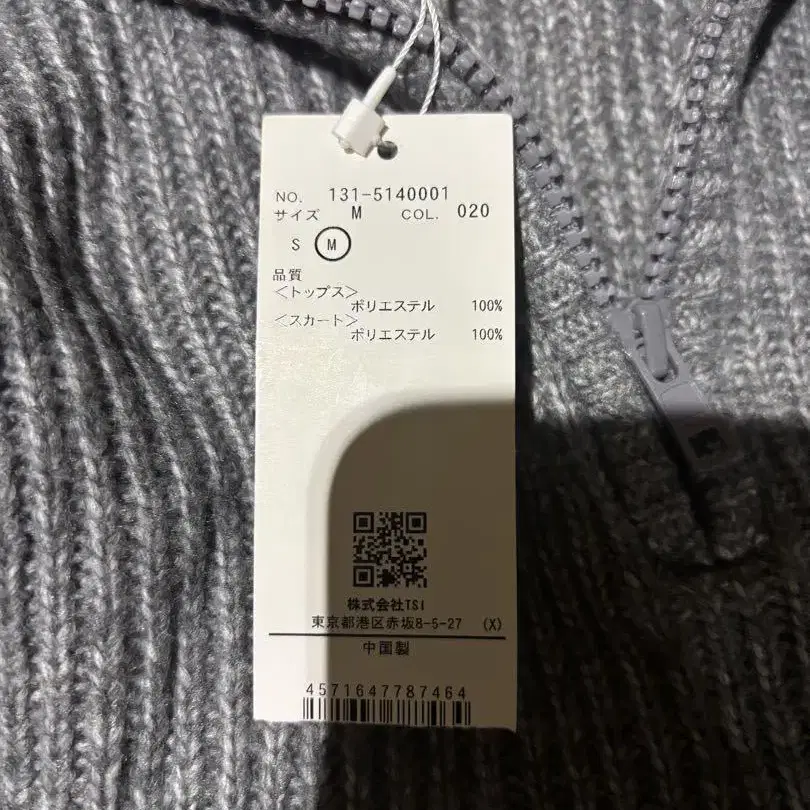 NO. 131-5140001
サイズ M COL. 020
S M
品質
<トップス>
ポリエステル 100%
<スカート>
ポリエステル 100%
株式会社TSI
東京都港区赤坂8-5-27 (X)
中国製
4571647787464